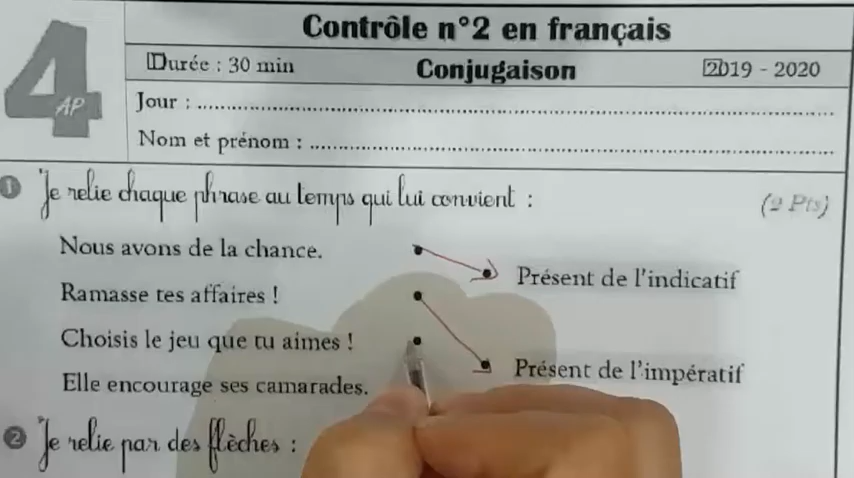 4
AP
Contrôle n°2 en français
Durée : 30 min
Conjugaison
2019 - 2020
Jour :
Nom et prénom :
1 Je relie chaque phrase au temps qui lui convient :
(2 Pts)
Nous avons de la chance.
Présent de l'indicatif
Ramasse tes affaires !
Choisis le jeu que tu aimes !
Présent de l'impératif
Elle encourage ses camarades.
2 Je relie par des flèches :